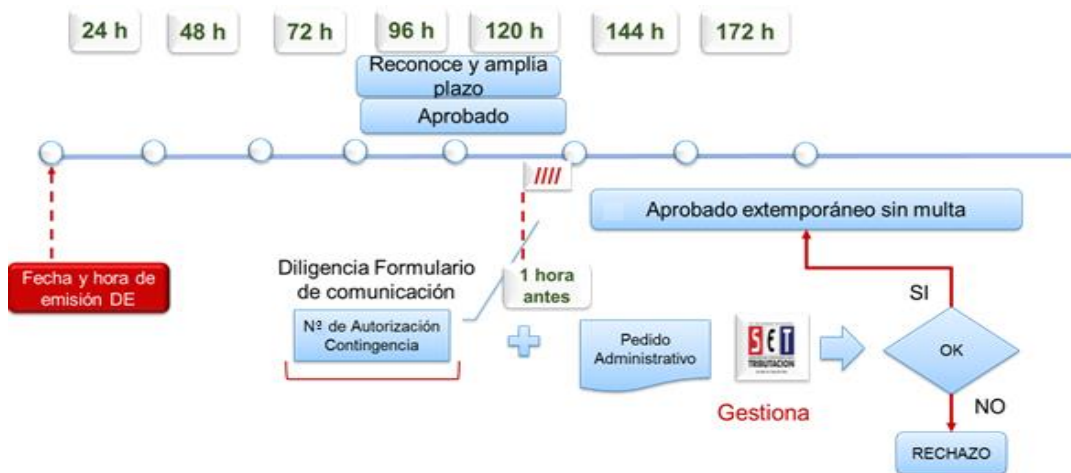 24 h
48 h
72 h
96 h
120 h
144 h
172 h
Reconoce y amplia
plazo
Aprobado
////
Aprobado extemporáneo sin multa
Fecha y hora de
emisión DE
Diligencia Formulario
de comunicación
1 hora
antes
Nº de Autorización
Contingencia
Pedido
Administrativo
SET
TRIBUTACION
Gestiona
SI
OK
NO
RECHAZO